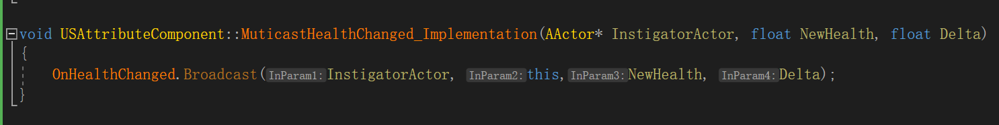 void USAttributeComponent::MuticastHealthChanged_Implementation(AActor* InstigatorActor, float NewHealth, float Delta)
{
OnHealthChanged.Broadcast(InParam1:InstigatorActor, InParam2:this,InParam3:NewHealth, InParam4:Delta);
}